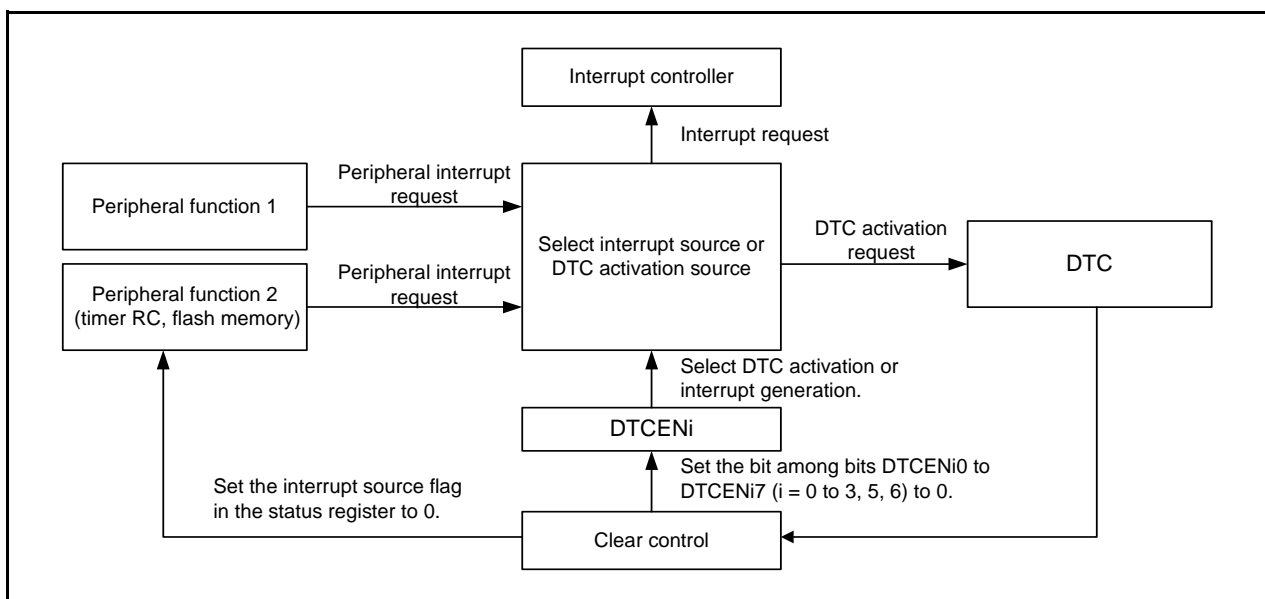 Interrupt controller
Interrupt request
Peripheral interrupt
request
Peripheral function 1
Select interrupt source or
DTC activation source
DTC activation
request
DTC
Peripheral interrupt
request
Peripheral function 2
(timer RC, flash memory)
Select DTC activation or
interrupt generation.
DTCENi
Set the interrupt source flag
in the status register to 0.
Set the bit among bits DTCENi0 to
DTCENi7 (i = 0 to 3, 5, 6) to 0.
Clear control